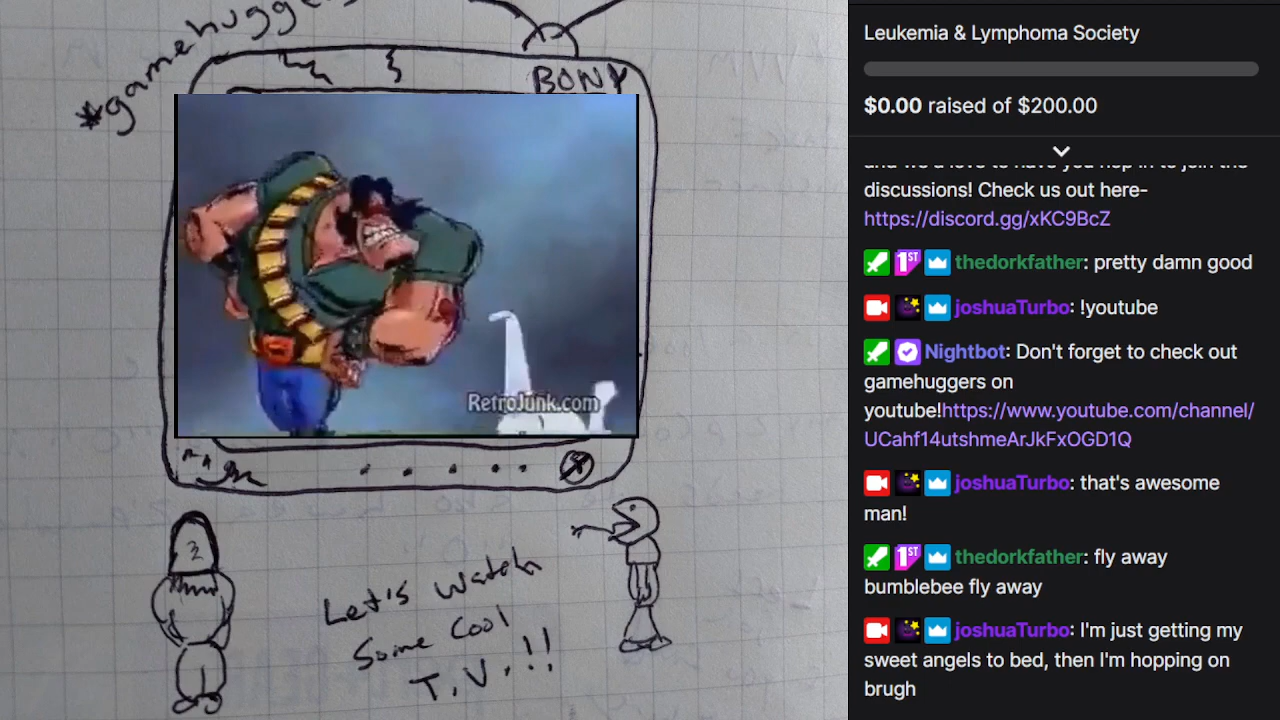 *gamehuggers
BONY
RetroJunk.com
2
Let's Watch
Some Cool
T.V.!!
Leukemia & Lymphoma Society
$0.00 raised of $200.00
discussions! Check us out here-
https://discord.gg/xKC9BcZ
1ST thedorkfather: pretty damn good
joshuaTurbo: !youtube
Nightbot: Don't forget to check out
gamehuggers on
youtube!https://www.youtube.com/channel/
UCahf14utshmeArJkFxOGD1Q
joshuaTurbo: that's awesome
man!
1ST thedorkfather: fly away
bumblebee fly away
joshuaTurbo: I'm just getting my
sweet angels to bed, then I'm hopping on
brugh